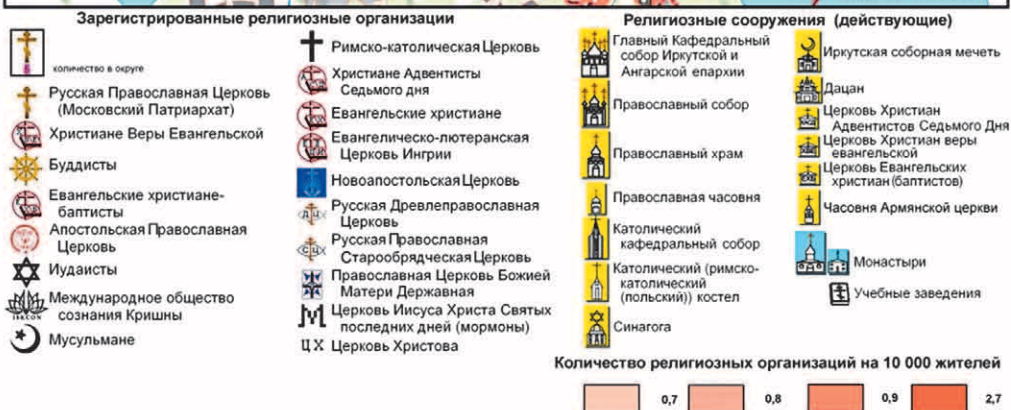 Зарегистрированные религиозные организации
количество в округе
Русская Православная Церковь
(Московский Патриархат)
Христиане Веры Евангельской
Буддисты
Евангельские христиане-
баптисты
Апостольская Православная
Церковь
Иудаисты
Международное общество
сознания Кришны
ISKCON
Мусульмане
Римско-католическая Церковь
Христиане Адвентисты
Седьмого дня
Евангельские христиане
Евангелическо-лютеранская
Церковь Ингрии
Новоапостольская Церковь
ДЦ
Русская Древлеправославная
Церковь
СЦ
Русская Православная
Старообрядческая Церковь
Православная Церковь Божией
Матери Державная
М
Церковь Иисуса Христа Святых
последних дней (мормоны)
ЦХ Церковь Христова
Религиозные сооружения (действующие)
Главный Кафедральный
собор Иркутской и
Ангарской епархии
Православный собор
Православный храм
Православная часовня
Католический
кафедральный собор
Католический (римско-
католический
(польский)) костел
Синагога
Иркутская соборная мечеть
Дацан
Церковь Христиан
Адвентистов Седьмого Дня
Церковь Христиан веры
евангельской
Церковь Евангельских
христиан (баптистов)
Часовня Армянской церкви
Монастыри
Учебные заведения
Количество религиозных организаций на 10 000 жителей
0,7 0,8 0,9 2,7